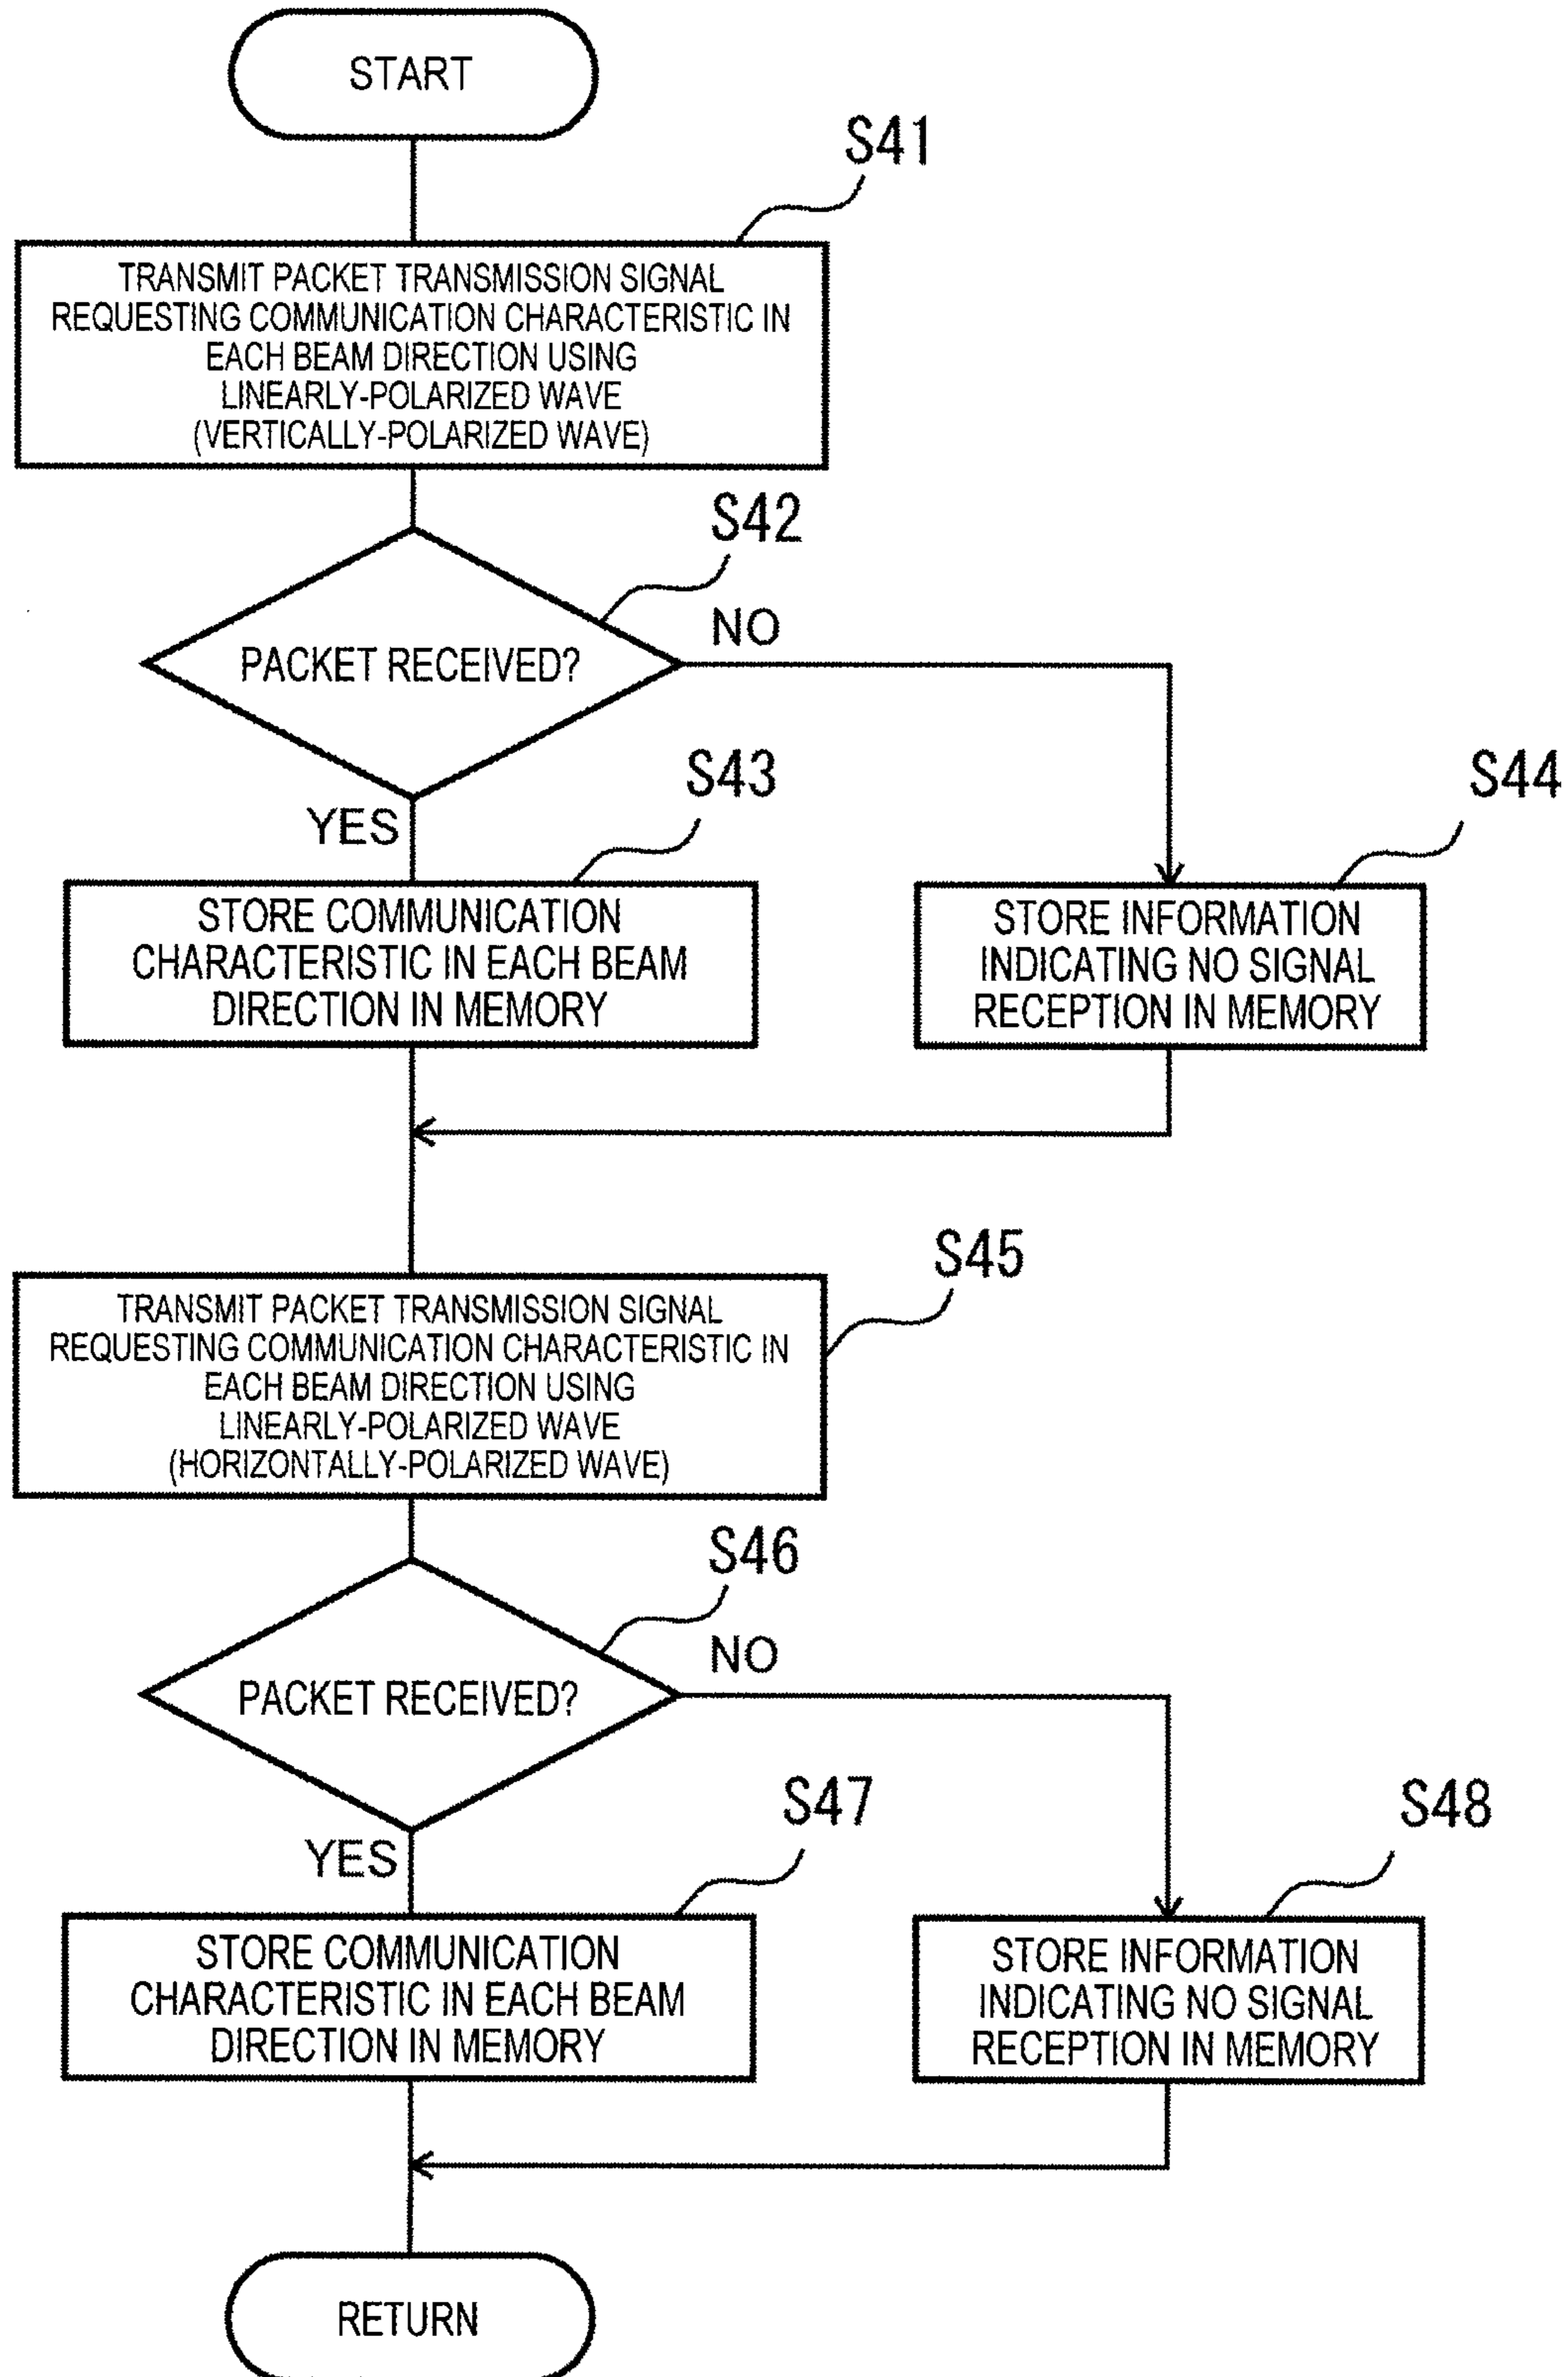 START
S41
TRANSMIT PACKET TRANSMISSION SIGNAL
REQUESTING COMMUNICATION CHARACTERISTIC IN
EACH BEAM DIRECTION USING
LINEARLY-POLARIZED WAVE
(VERTICALLY-POLARIZED WAVE)
S42
NO
PACKET RECEIVED?
YES
S43
STORE COMMUNICATION
CHARACTERISTIC IN EACH BEAM
DIRECTION IN MEMORY
S44
STORE INFORMATION
INDICATING NO SIGNAL
RECEPTION IN MEMORY
S45
TRANSMIT PACKET TRANSMISSION SIGNAL
REQUESTING COMMUNICATION CHARACTERISTIC IN
EACH BEAM DIRECTION USING
LINEARLY-POLARIZED WAVE
(HORIZONTALLY-POLARIZED WAVE)
S46
NO
PACKET RECEIVED?
YES
S47
STORE COMMUNICATION
CHARACTERISTIC IN EACH BEAM
DIRECTION IN MEMORY
S48
STORE INFORMATION
INDICATING NO SIGNAL
RECEPTION IN MEMORY
RETURN